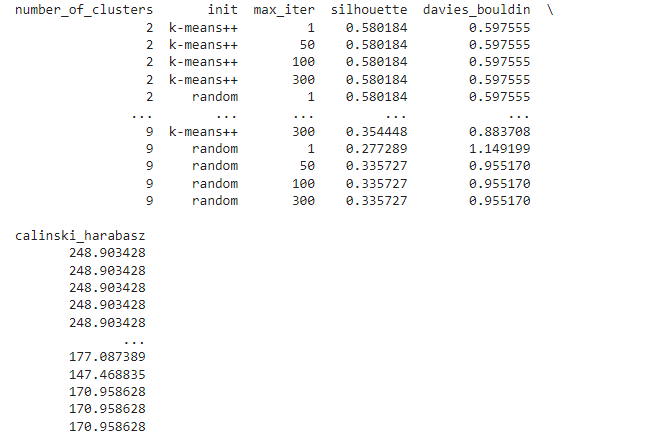 number_of_clusters init max_iter silhouette davies_bouldin \
2 k-means++ 1 0.580184 0.597555
2 k-means++ 50 0.580184 0.597555
2 k-means++ 100 0.580184 0.597555
2 k-means++ 300 0.580184 0.597555
2 random 1 0.580184 0.597555
... ... ... ... ...
9 k-means++ 300 0.354448 0.883708
9 random 1 0.277289 1.149199
9 random 50 0.335727 0.955170
9 random 100 0.335727 0.955170
9 random 300 0.335727 0.955170
calinski_harabasz
248.903428
248.903428
248.903428
248.903428
248.903428
...
177.087389
147.468835
170.958628
170.958628
170.958628